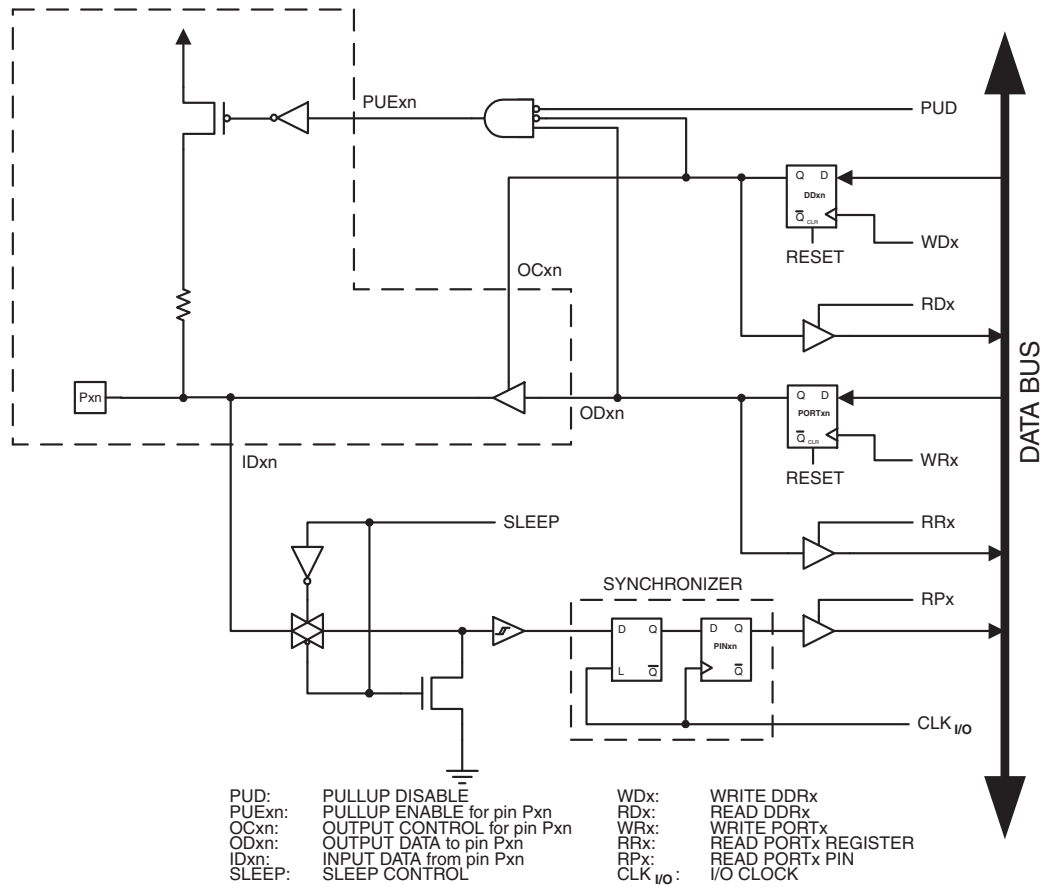 PUExn
PUD
Q D
DDxn
Q CLR
WDx
RESET
OCxn
RDx
Pxn
ODxn
Q D
PORTxn
Q CLR
WRx
RESET
IDxn
DATA BUS
SLEEP
RRx
SYNCHRONIZER
RPx
D Q
L Q
D Q
PINxn
Q
CLK I/O
PUD: PULLUP DISABLE
PUExn: PULLUP ENABLE for pin Pxn
OCxn: OUTPUT CONTROL for pin Pxn
ODxn: OUTPUT DATA to pin Pxn
IDxn: INPUT DATA from pin Pxn
SLEEP: SLEEP CONTROL
WDx: WRITE DDRx
RDx: READ DDRx
WRx: WRITE PORTx
RRx: READ PORTx REGISTER
RPx: READ PORTx PIN
CLK I/O: I/O CLOCK